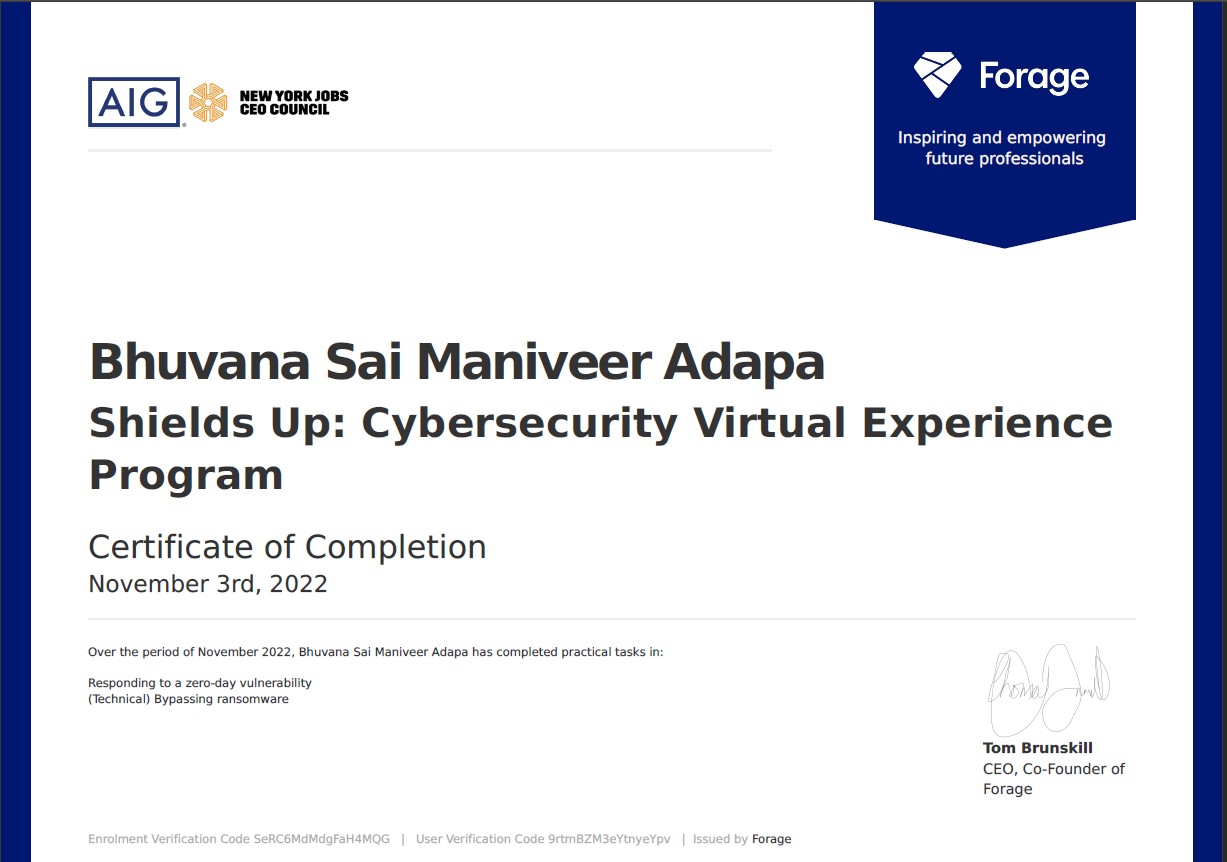 AIG
NEW YORK JOBS
CEO COUNCIL
Forage
Inspiring and empowering
future professionals
Bhuvana Sai Maniveer Adapa
Shields Up: Cybersecurity Virtual Experience
Program
Certificate of Completion
November 3rd, 2022
Over the period of November 2022, Bhuvana Sai Maniveer Adapa has completed practical tasks in:
Responding to a zero-day vulnerability
(Technical) Bypassing ransomware
Tom Brunskill
CEO, Co-Founder of
Forage
Enrolment Verification Code SeRC6MdMdgFaH4MQG | User Verification Code 9rtmBZM3eYtnyeYpv | Issued by Forage